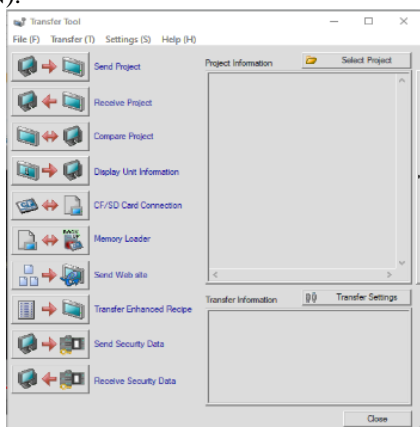 Transfer Tool
File (F) Transfer (T) Settings (S) Help (H)
Send Project
Receive Project
Compare Project
Display Unit Information
CF/SD Card Connection
Memory Loader
Send Web site
Transfer Enhanced Recipe
Send Security Data
Receive Security Data
Project Information
Select Project
Transfer Information
Transfer Settings
Close